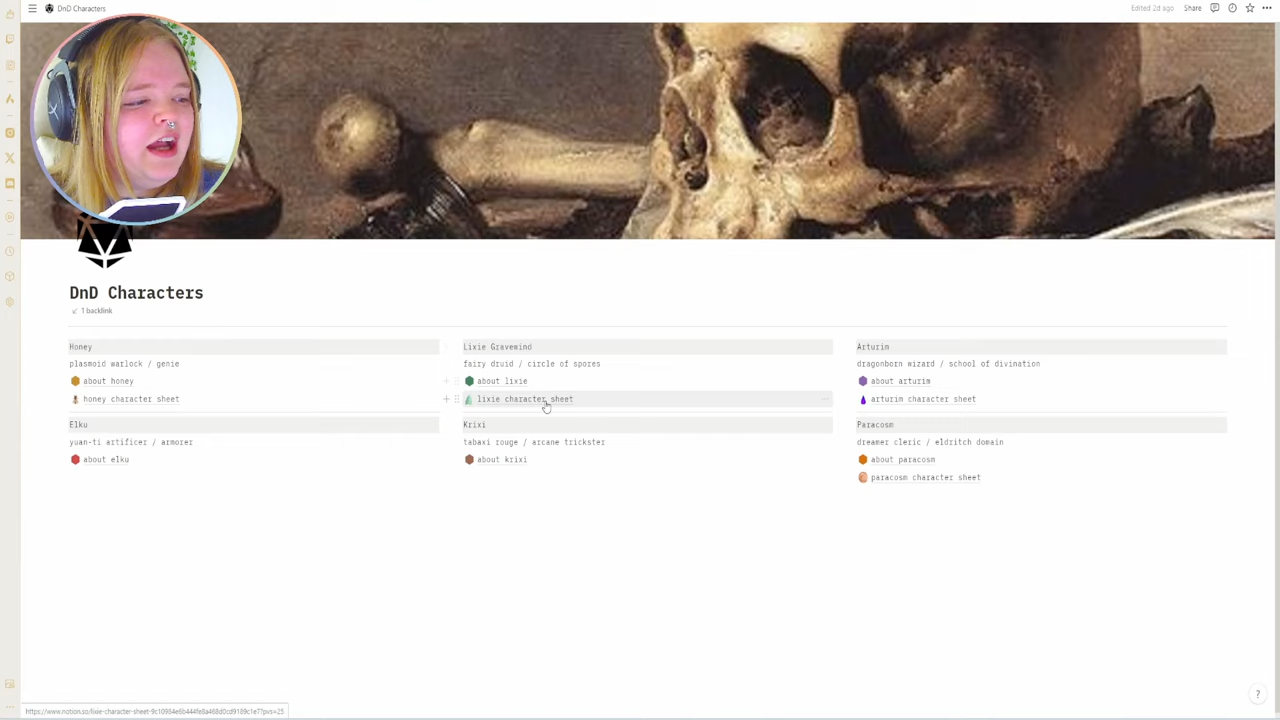 DnD Characters
Edited 2d ago Share
DnD Characters
1 backlink
Honey
plasmoid warlock / genie
about honey
honey character sheet
Lixie Gravewind
fairy druid / circle of spores
about lixie
lixie character sheet
Arturim
dragonborn wizard / school of divination
about arturim
arturim character sheet
Elku
yuan-ti artificer / armorer
about elku
Krixi
tabaxi rouge / arcane trickster
about krixi
Paracosm
dreamer cleric / eldritch domain
about paracosm
paracosm character sheet
?